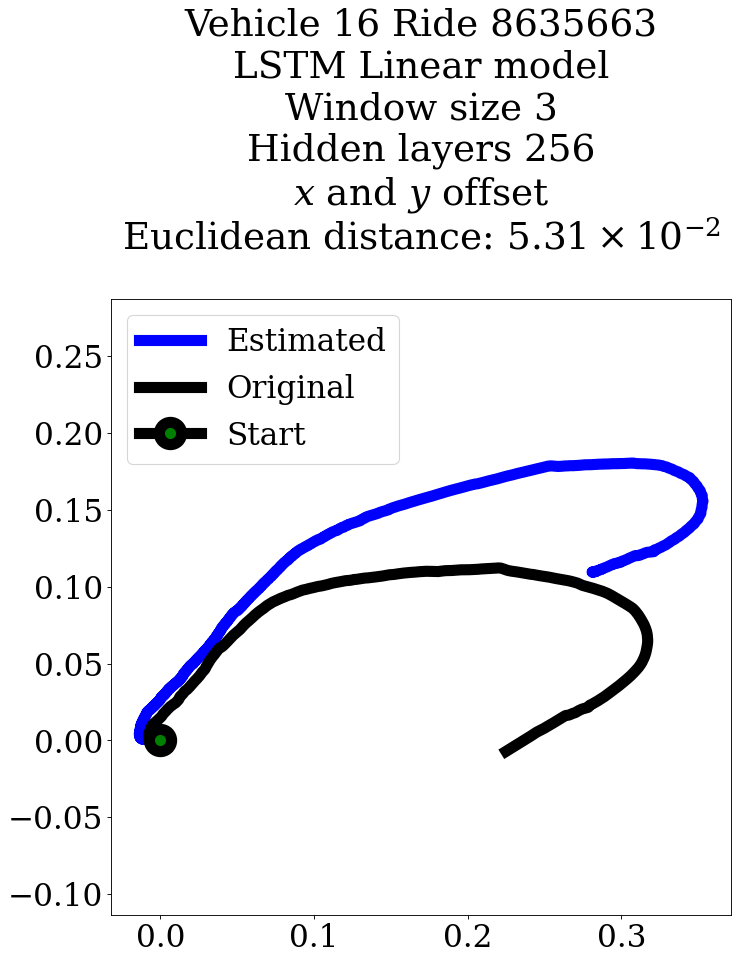 Vehicle 16 Ride 8635663
LSTM Linear model
Window size 3
Hidden layers 256
x and y offset
Euclidean distance: 5.31 × 10⁻²
Estimated
Original
Start
0.25
0.20
0.15
0.10
0.05
0.00
−0.05
−0.10
0.0 0.1 0.2 0.3